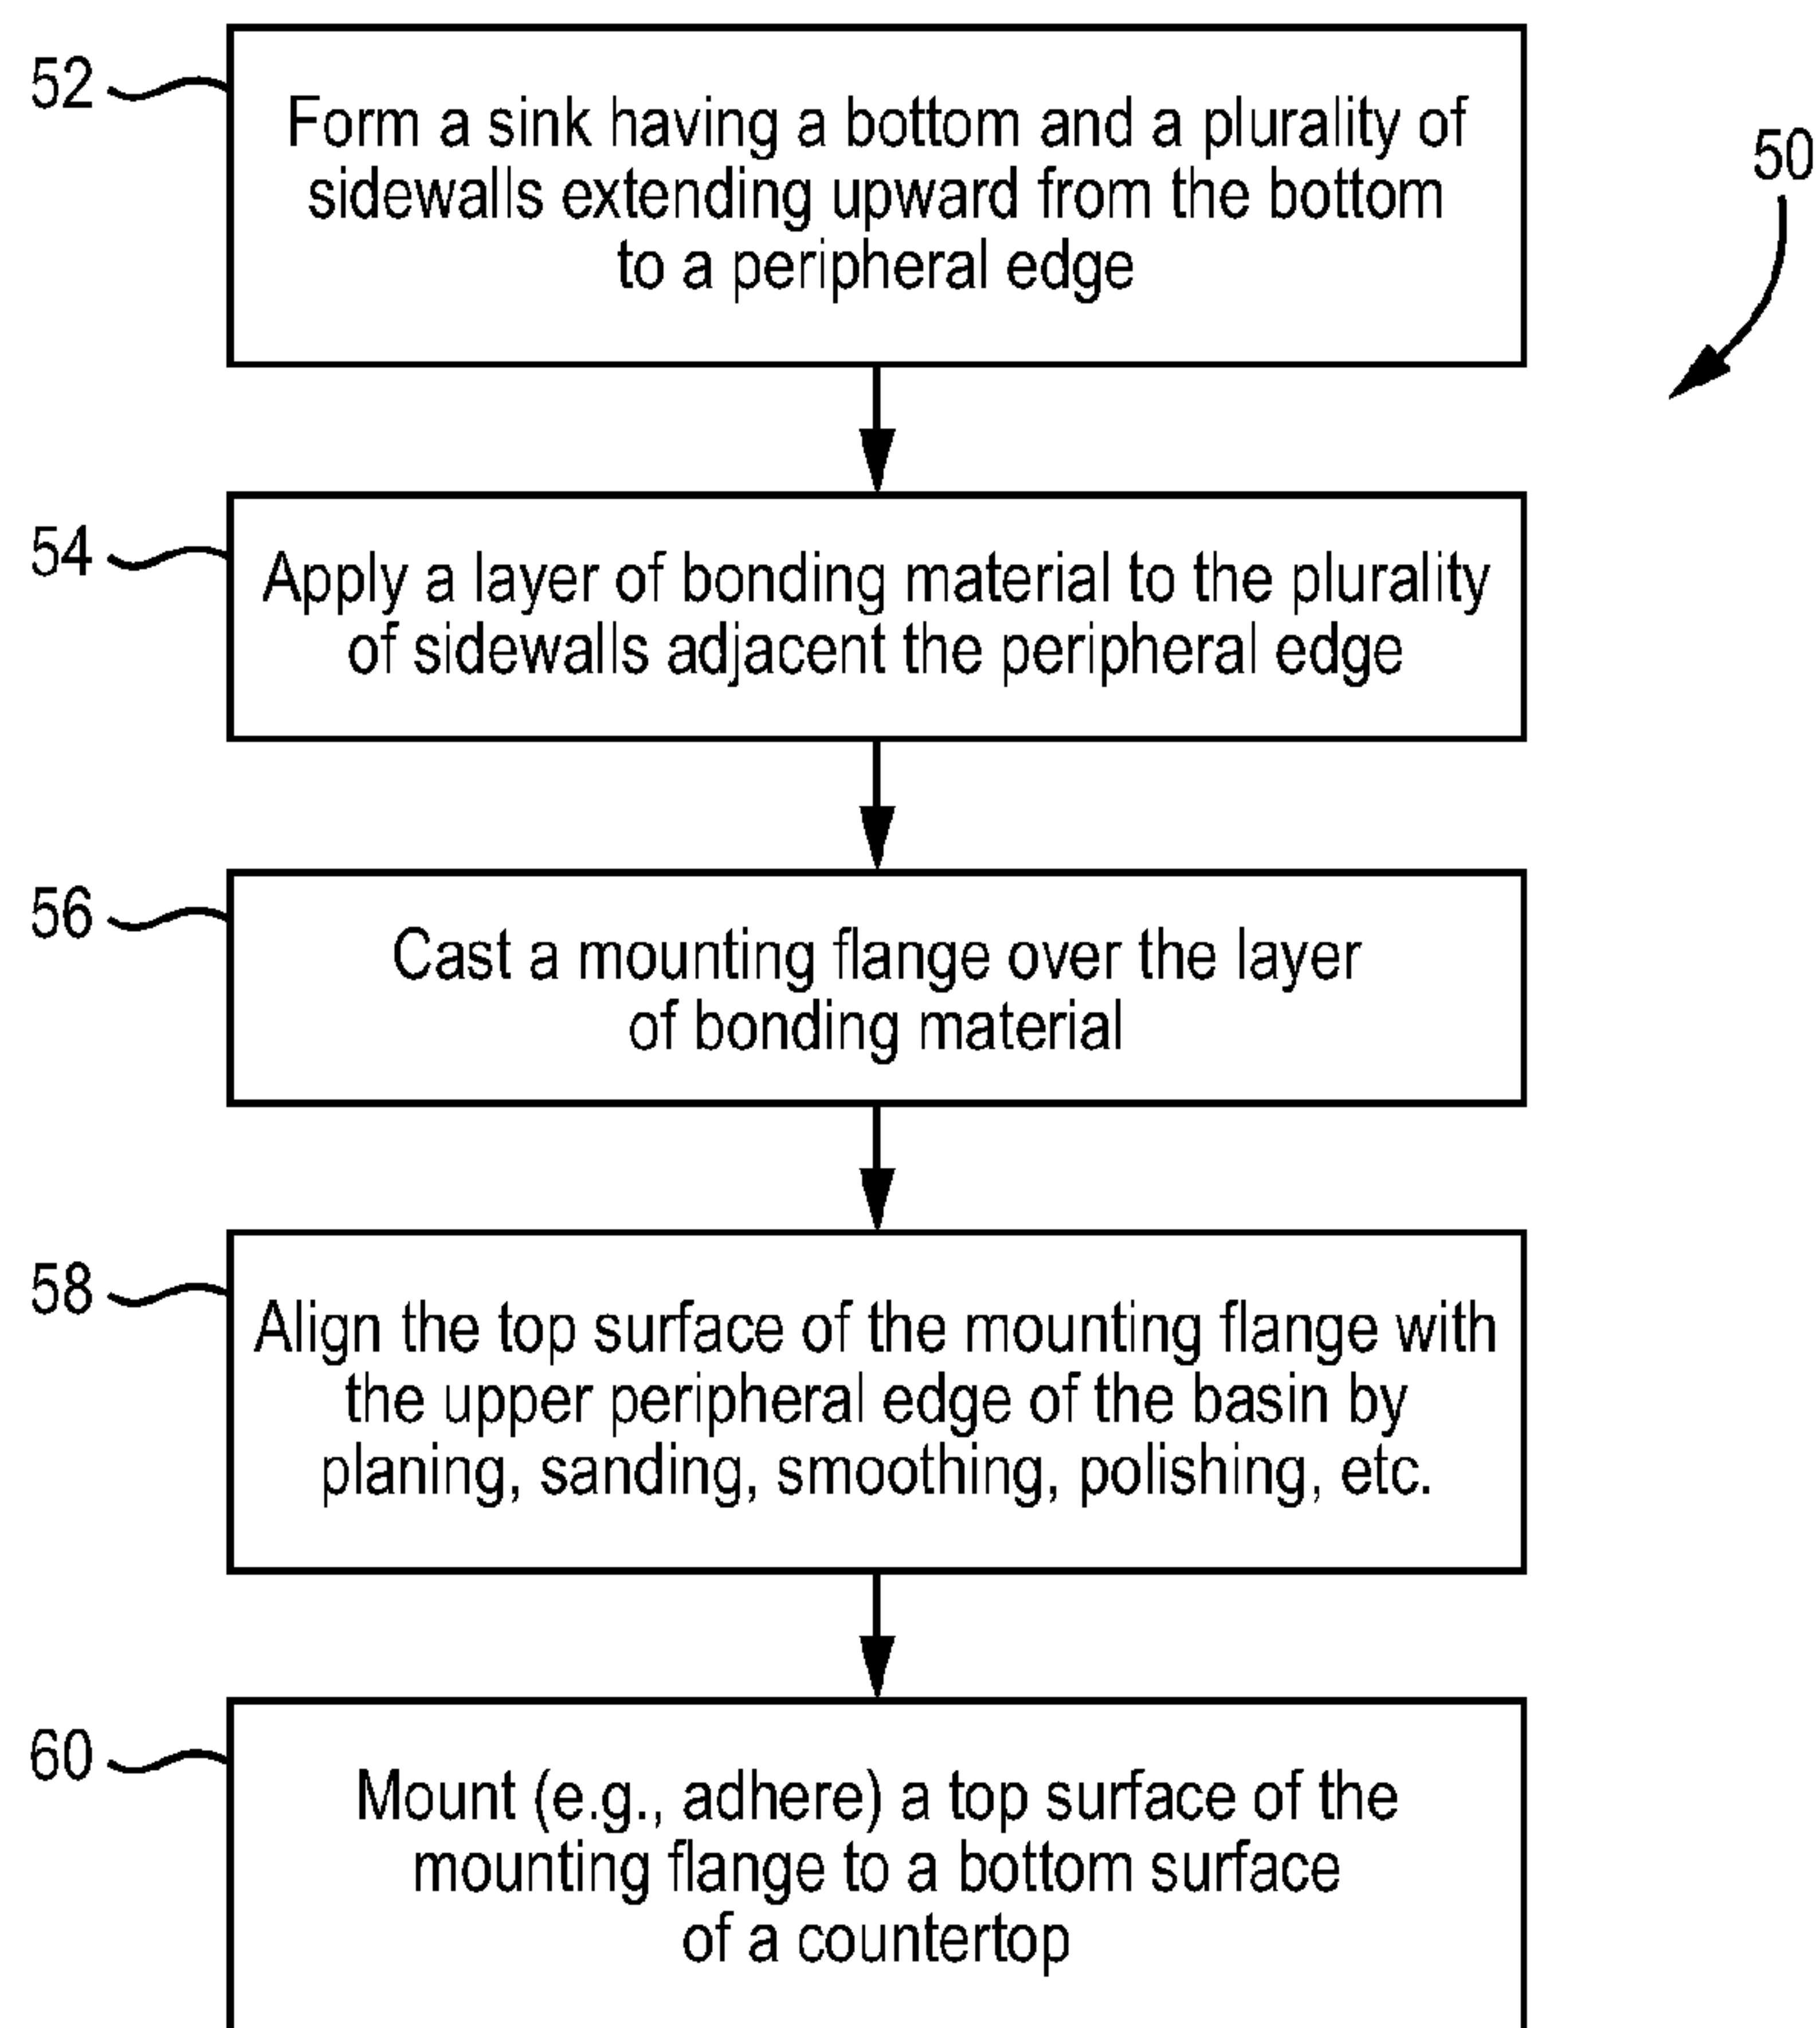 52
Form a sink having a bottom and a plurality of
sidewalls extending upward from the bottom
to a peripheral edge
50
54
Apply a layer of bonding material to the plurality
of sidewalls adjacent the peripheral edge
56
Cast a mounting flange over the layer
of bonding material
58
Align the top surface of the mounting flange with
the upper peripheral edge of the basin by
planing, sanding, smoothing, polishing, etc.
60
Mount (e.g., adhere) a top surface of the
mounting flange to a bottom surface
of a countertop